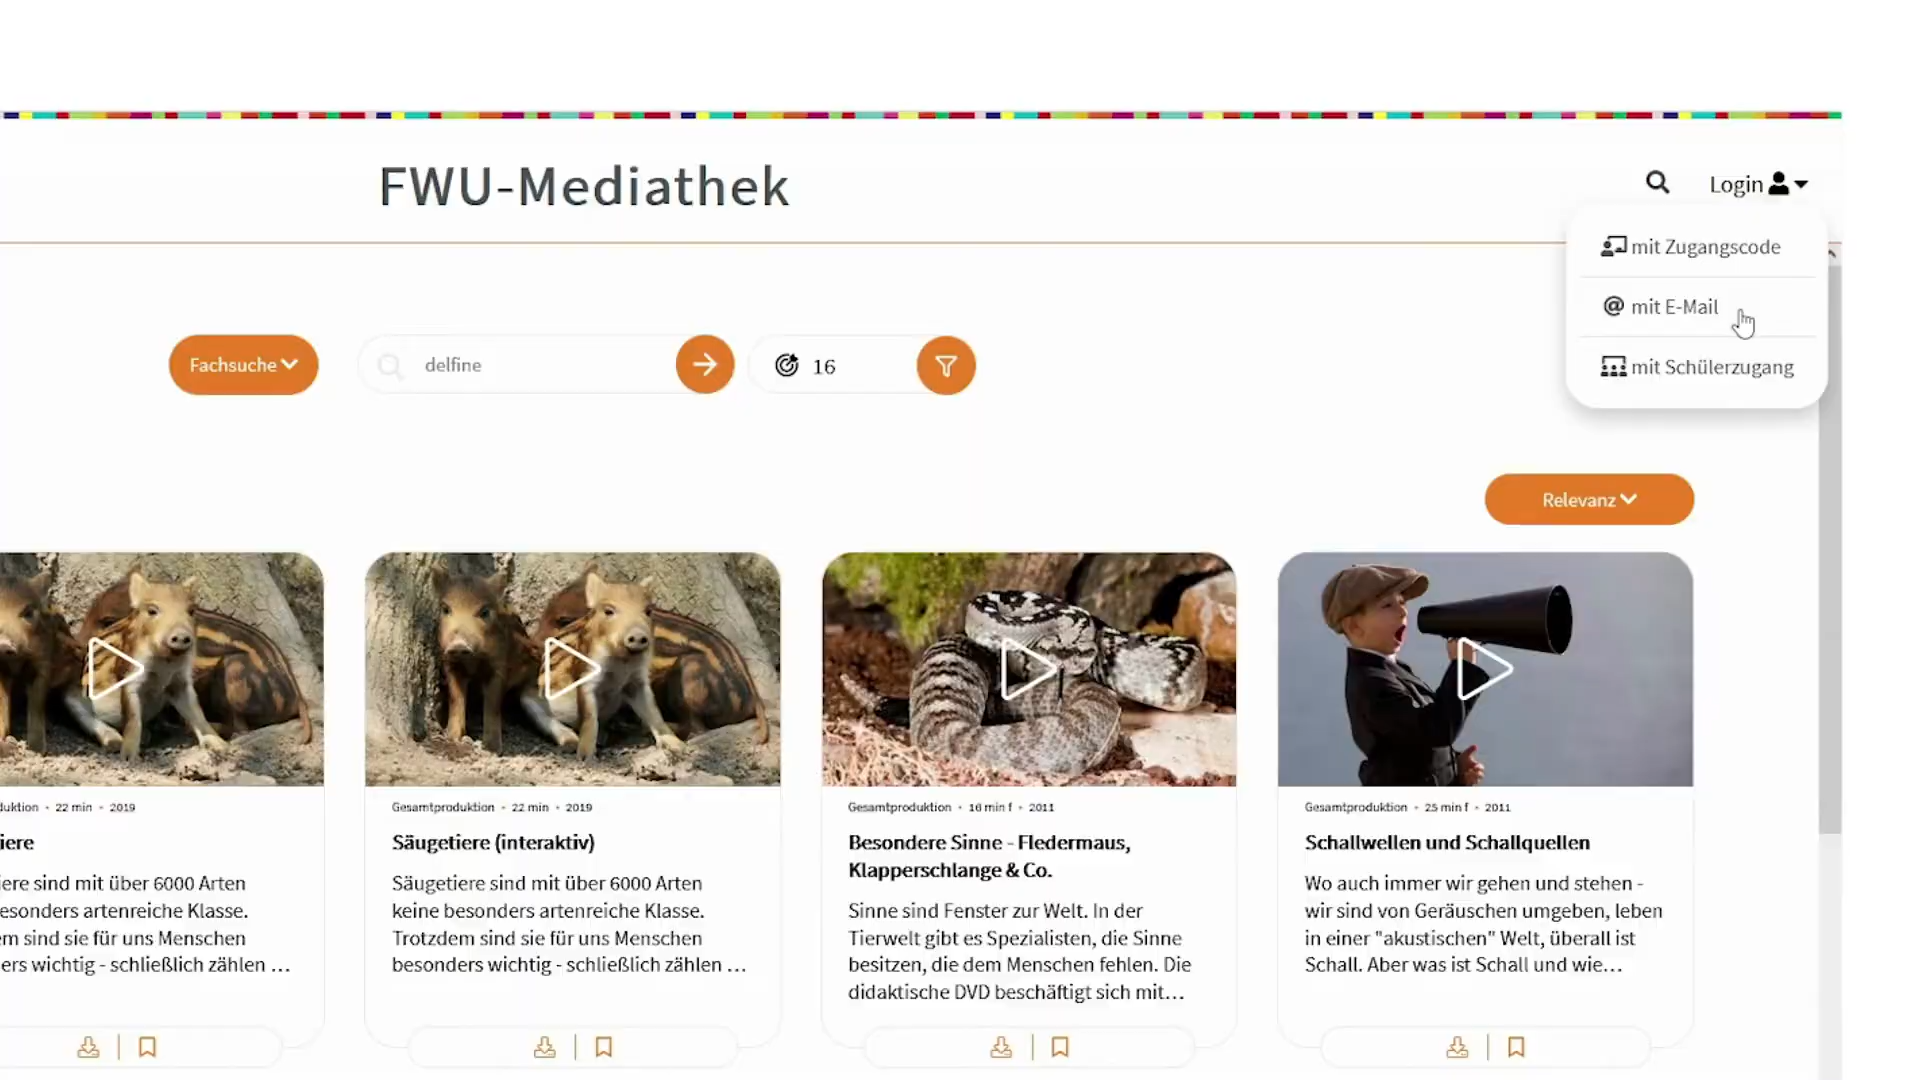 FWU-Mediathek
Login
mit Zugangscode
mit E-Mail
mit Schülerzugang
Fachsuche
delfine
16
Relevanz
duktion • 22 min • 2019
iere
iere sind mit über 6000 Arten
esonders artenreiche Klasse.
em sind sie für uns Menschen
ers wichtig - schließlich zählen ...
Gesamtproduktion • 22 min • 2019
Säugetiere (interaktiv)
Säugetiere sind mit über 6000 Arten
keine besonders artenreiche Klasse.
Trotzdem sind sie für uns Menschen
besonders wichtig - schließlich zählen ...
Gesamtproduktion • 16 min f • 2011
Besondere Sinne - Fledermaus,
Klapperschlange & Co.
Sinne sind Fenster zur Welt. In der
Tierwelt gibt es Spezialisten, die Sinne
besitzen, die dem Menschen fehlen. Die
didaktische DVD beschäftigt sich mit...
Gesamtproduktion • 25 min f • 2011
Schallwellen und Schallquellen
Wo auch immer wir gehen und stehen -
wir sind von Geräuschen umgeben, leben
in einer "akustischen" Welt, überall ist
Schall. Aber was ist Schall und wie...